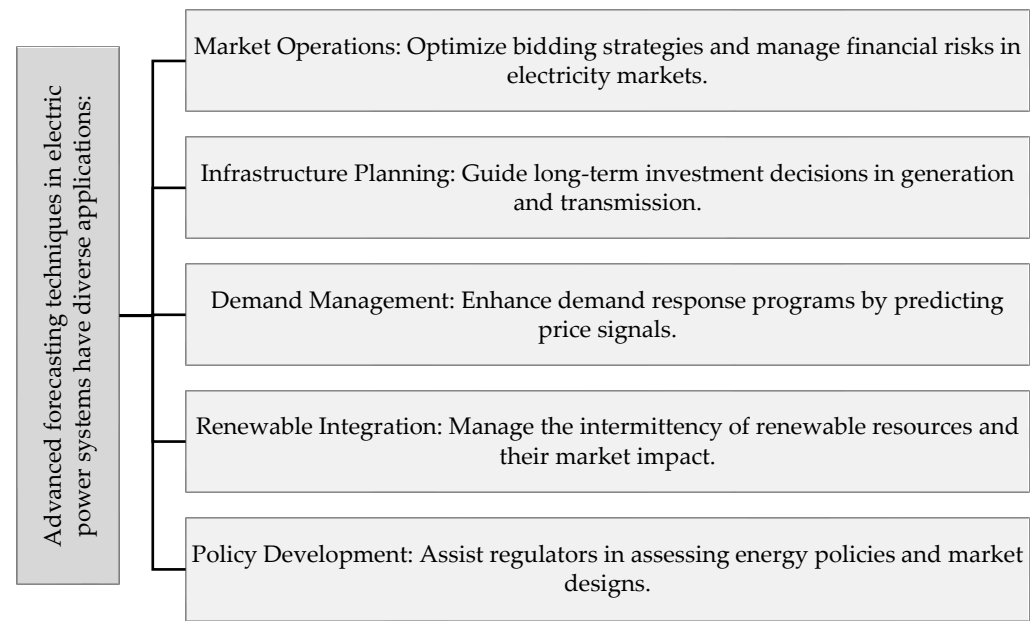 Advanced forecasting techniques in electric
power systems have diverse applications:
Market Operations: Optimize bidding strategies and manage financial risks in
electricity markets.
Infrastructure Planning: Guide long-term investment decisions in generation
and transmission.
Demand Management: Enhance demand response programs by predicting
price signals.
Renewable Integration: Manage the intermittency of renewable resources and
their market impact.
Policy Development: Assist regulators in assessing energy policies and market
designs.